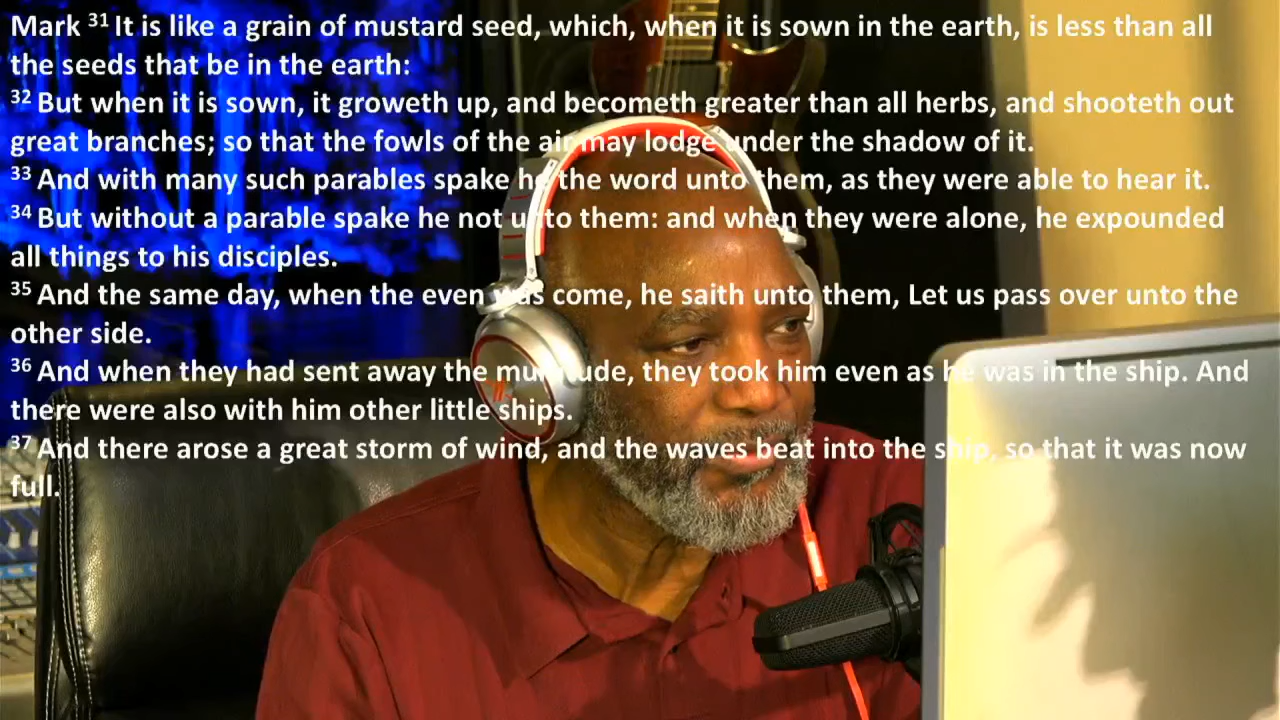 Mark 31 It is like a grain of mustard seed, which, when it is sown in the earth, is less than all
the seeds that be in the earth:
32 But when it is sown, it groweth up, and becometh greater than all herbs, and shooteth out
great branches; so that the fowls of the air may lodge under the shadow of it.
33 And with many such parables spake he the word unto them, as they were able to hear it.
34 But without a parable spake he not unto them: and when they were alone, he expounded
all things to his disciples.
35 And the same day, when the even was come, he saith unto them, Let us pass over unto the
other side.
36 And when they had sent away the multitude, they took him even as he was in the ship. And
there were also with him other little ships.
37 And there arose a great storm of wind, and the waves beat into the ship, so that it was now
full.